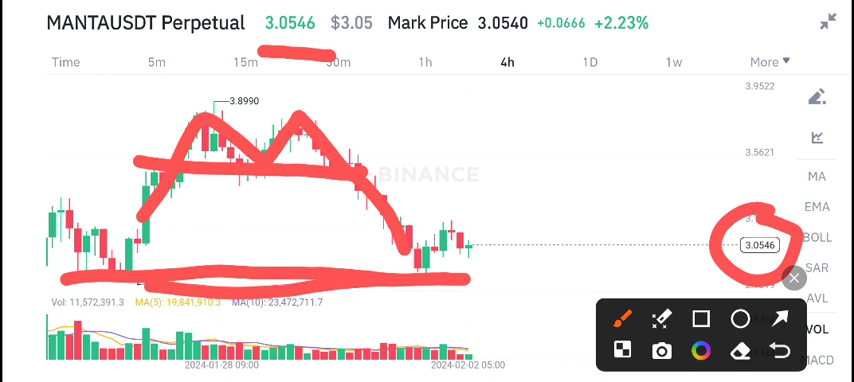 MANTAUSDT Perpetual 3.0546 $3.05 Mark Price 3.0540 +0.0666 +2.23%
Time 5m 15m 30m 1h 4h 1D 1w More
3.9522
3.8990
3.5621
BINANCE
MA
EMA
BOLL
3.0546
SAR
AVL
Vol: 11,572,391.3 MA(5): 19,841,910.3 MA(10): 23,472,711.7
VOL
MACD
2024-01-28 09:00 2024-02-02 05:00